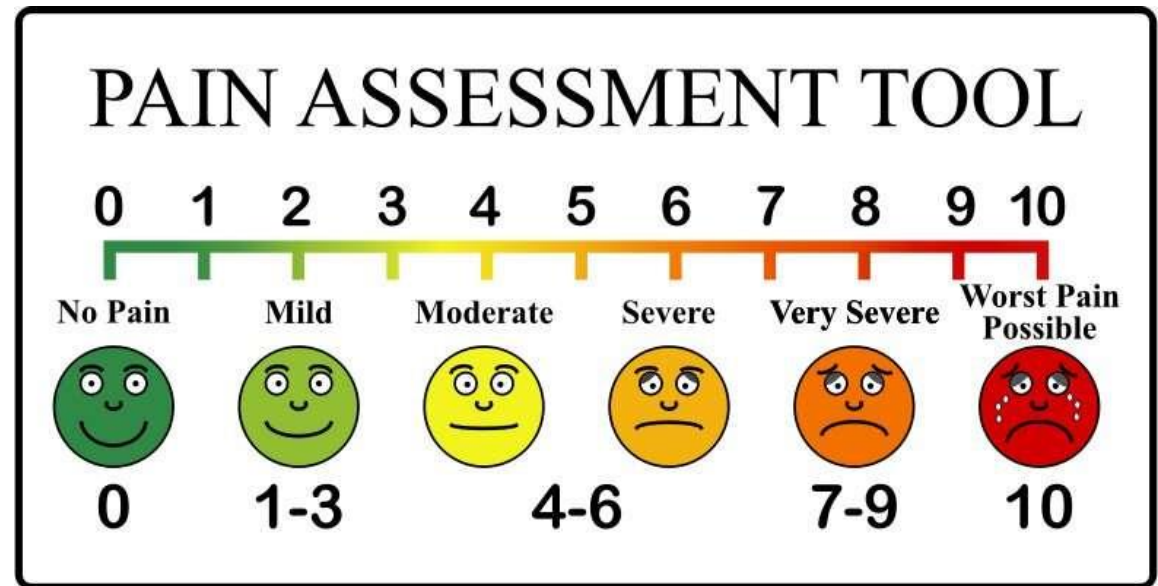 PAIN ASSESSMENT TOOL
0 1 2 3 4 5 6 7 8 9 10
No Pain Mild Moderate Severe Very Severe Worst Pain
Possible
0 1-3 4-6 7-9 10